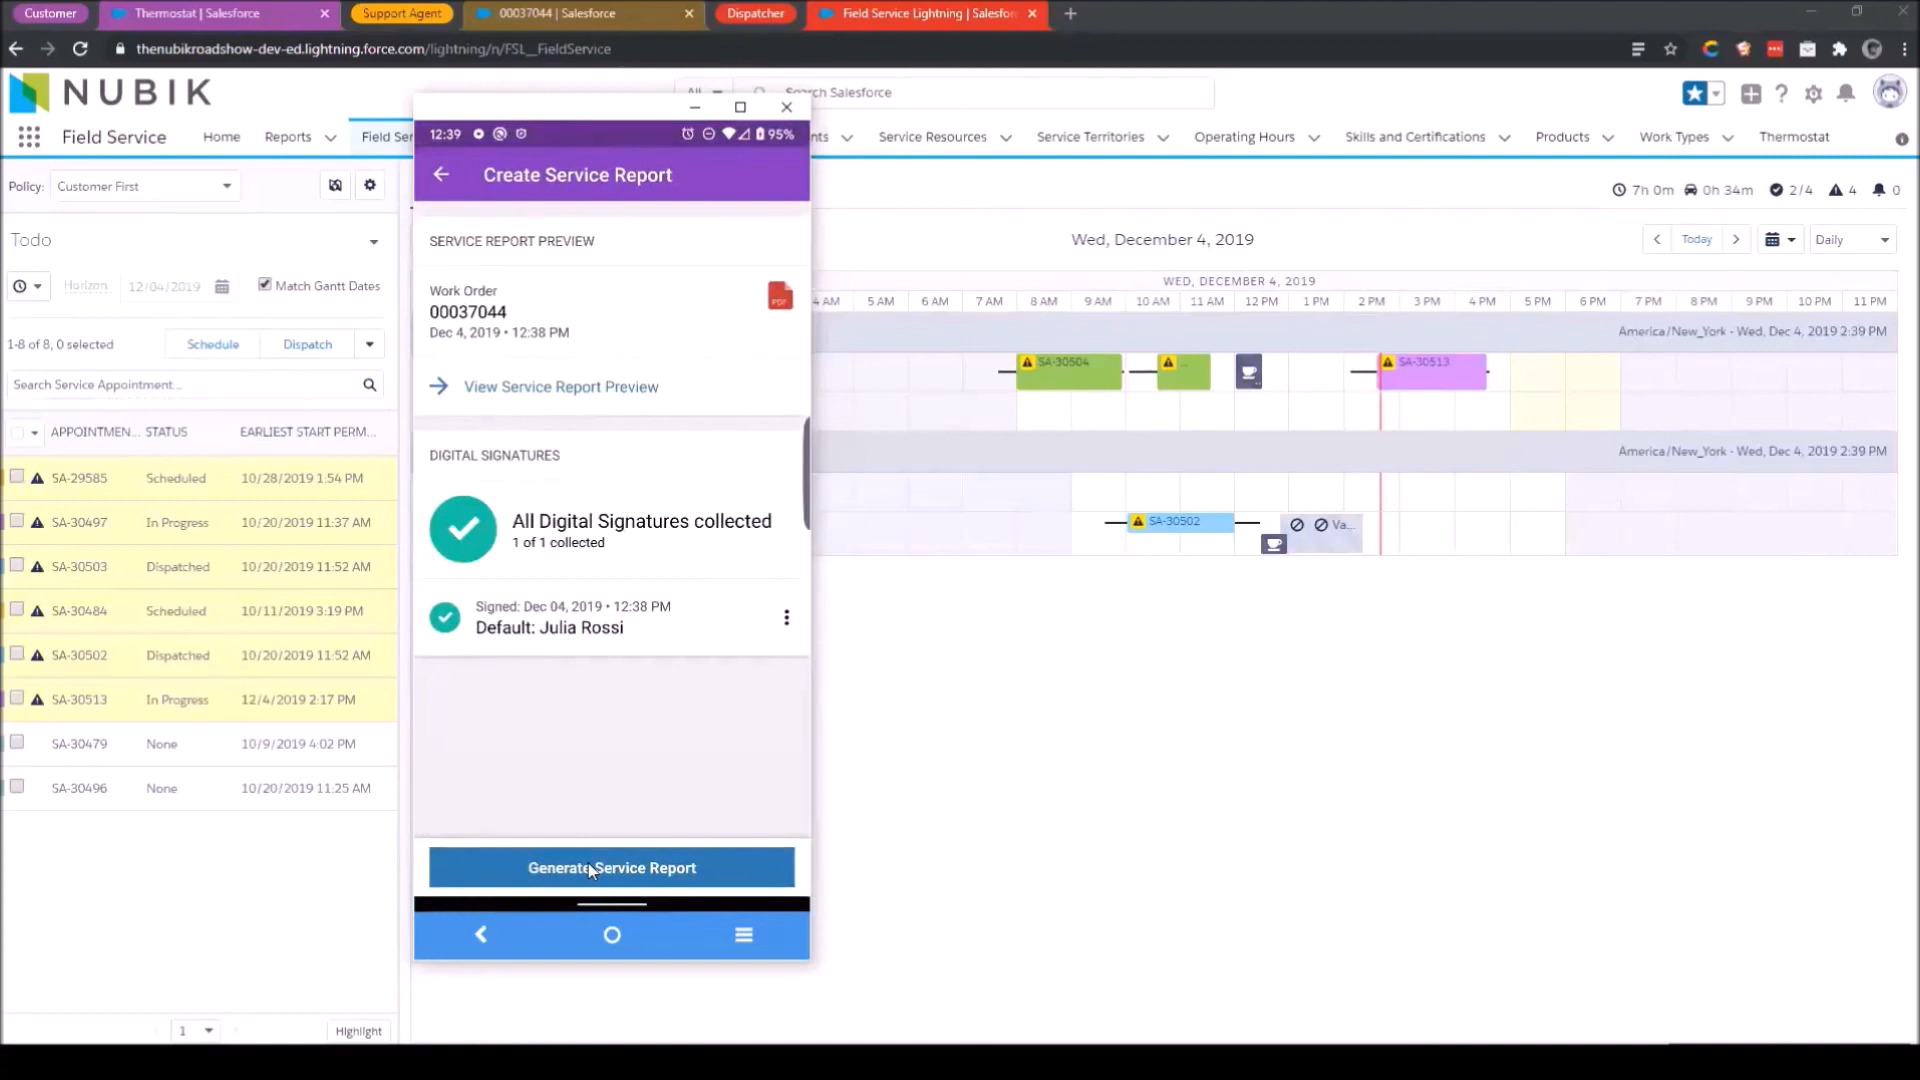 Customer
Thermostat | Salesforce
Support Agent
00037044 | Salesforce
Dispatcher
Field Service Lightning | Salesfor
thenubikroadshow-dev-ed.lightning.force.com/lightning/n/FSL__FieldService
NUBIK
All
Search Salesforce
Field Service
Home
Reports
Field Ser
nts
Service Resources
Service Territories
Operating Hours
Skills and Certifications
Products
Work Types
Thermostat
Policy:
Customer First
7h 0m
0h 34m
2/4
4
0
Todo
Wed, December 4, 2019
Today
Daily
Horizon
12/04/2019
Match Gantt Dates
WED, DECEMBER 4, 2019
4 AM
5 AM
6 AM
7 AM
8 AM
9 AM
10 AM
11 AM
12 PM
1 PM
2 PM
3 PM
4 PM
5 PM
6 PM
7 PM
8 PM
9 PM
10 PM
11 PM
1-8 of 8, 0 selected
Schedule
Dispatch
America/New_York - Wed, Dec 4, 2019 2:39 PM
SA-30504
...
SA-30513
America/New_York - Wed, Dec 4, 2019 2:39 PM
SA-30502
Va...
Search Service Appointment...
APPOINTMEN...
STATUS
EARLIEST START PERM...
SA-29585
Scheduled
10/28/2019 1:54 PM
SA-30497
In Progress
10/20/2019 11:37 AM
SA-30503
Dispatched
10/20/2019 11:52 AM
SA-30484
Scheduled
10/11/2019 3:19 PM
SA-30502
Dispatched
10/20/2019 11:52 AM
SA-30513
In Progress
12/4/2019 2:17 PM
SA-30479
None
10/9/2019 4:02 PM
SA-30496
None
10/20/2019 11:25 AM
1
Highlight
12:39
95%
Create Service Report
SERVICE REPORT PREVIEW
Work Order
00037044
Dec 4, 2019 • 12:38 PM
PDF
View Service Report Preview
DIGITAL SIGNATURES
All Digital Signatures collected
1 of 1 collected
Signed: Dec 04, 2019 • 12:38 PM
Default: Julia Rossi
Generate Service Report